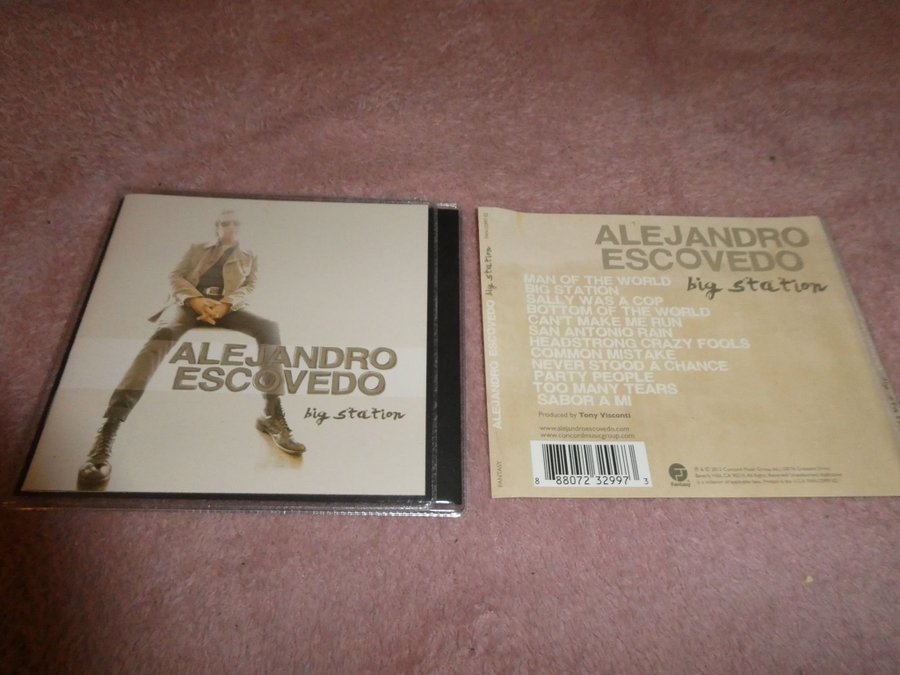 ALEJANDRO
ESCOVEDO
big station
ALEJANDRO ESCOVEDO big station
FANTASY
ALEJANDRO
ESCOVEDO
big station
MAN OF THE WORLD
BIG STATION
SALLY WAS A COP
BOTTOM OF THE WORLD
CAN'T MAKE ME RUN
SAN ANTONIO RAIN
HEADSTRONG CRAZY FOOLS
COMMON MISTAKE
NEVER STOOD A CHANCE
PARTY PEOPLE
TOO MANY TEARS
SABOR A MI
Produced by Tony Visconti
www.alejandroescovedo.com
www.concordmusicgroup.com
8 88072 32997 3
Fantasy